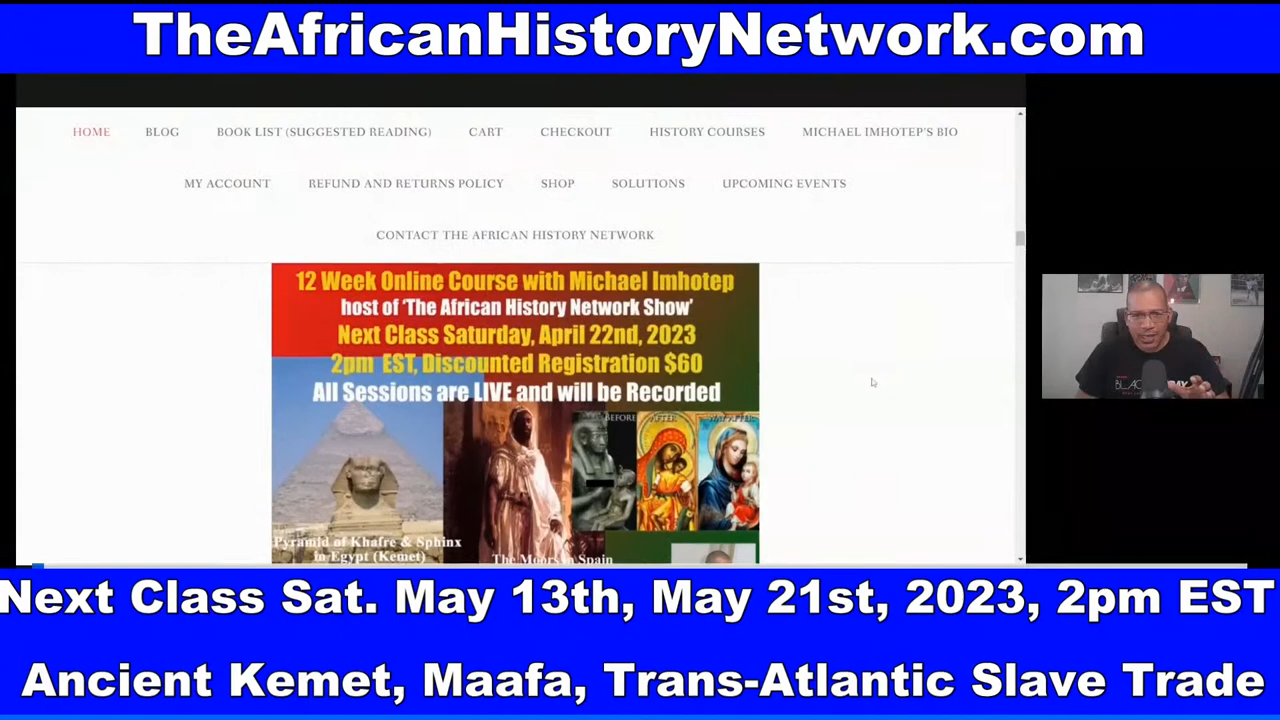 TheAfricanHistoryNetwork.com
HOME BLOG BOOK LIST (SUGGESTED READING) CART CHECKOUT HISTORY COURSES MICHAEL IMHOTEP'S BIO
MY ACCOUNT REFUND AND RETURNS POLICY SHOP SOLUTIONS UPCOMING EVENTS
CONTACT THE AFRICAN HISTORY NETWORK
12 Week Online Course with Michael Imhotep
host of 'The African History Network Show'
Next Class Saturday, April 22nd, 2023
2pm EST, Discounted Registration $60
All Sessions are LIVE and will be Recorded
BEFORE AFTER WAY AFTER
Pyramid of Khafre & Sphinx
in Egypt (Kemet)
The Moors in Spain
Next Class Sat. May 13th, May 21st, 2023, 2pm EST
Ancient Kemet, Maafa, Trans-Atlantic Slave Trade